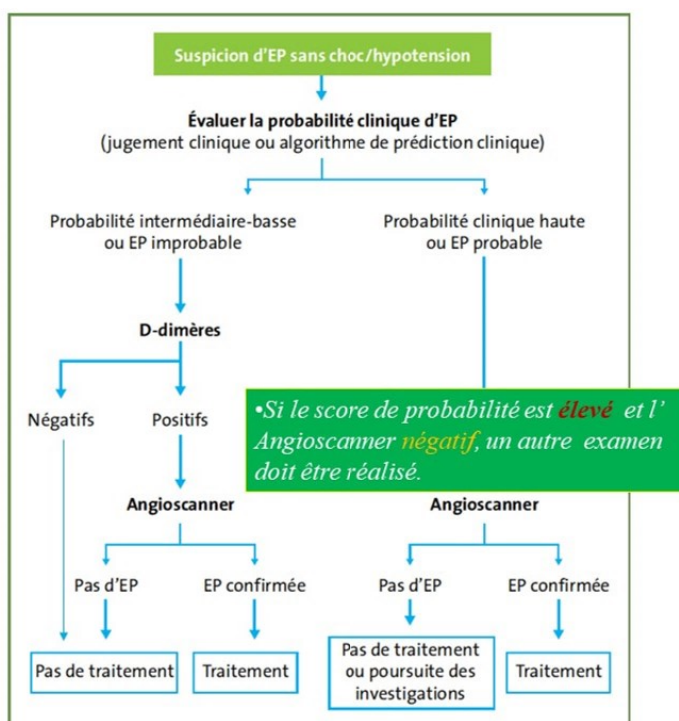 Suspicion d'EP sans choc/hypotension
Évaluer la probabilité clinique d'EP
(jugement clinique ou algorithme de prédiction clinique)
Probabilité intermédiaire-basse
ou EP improbable
Probabilité clinique haute
ou EP probable
D-dimères
Négatifs
Positifs
•Si le score de probabilité est élevé et l'
Angioscanner négatif, un autre examen
doit être réalisé.
Angioscanner
Angioscanner
Pas d'EP
EP confirmée
Pas d'EP
EP confirmée
Pas de traitement
Traitement
Pas de traitement
ou poursuite des
investigations
Traitement